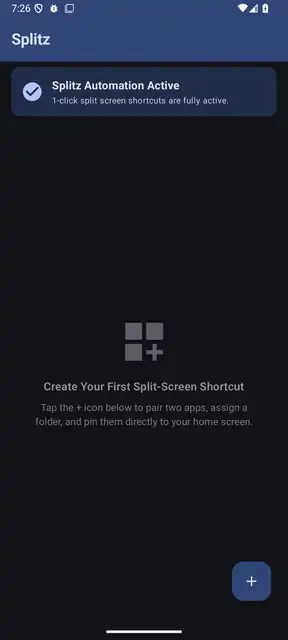 7:26
Splitz
Splitz Automation Active
1-click split screen shortcuts are fully active.
Create Your First Split-Screen Shortcut
Tap the + icon below to pair two apps, assign a
folder, and pin them directly to your home screen.
+